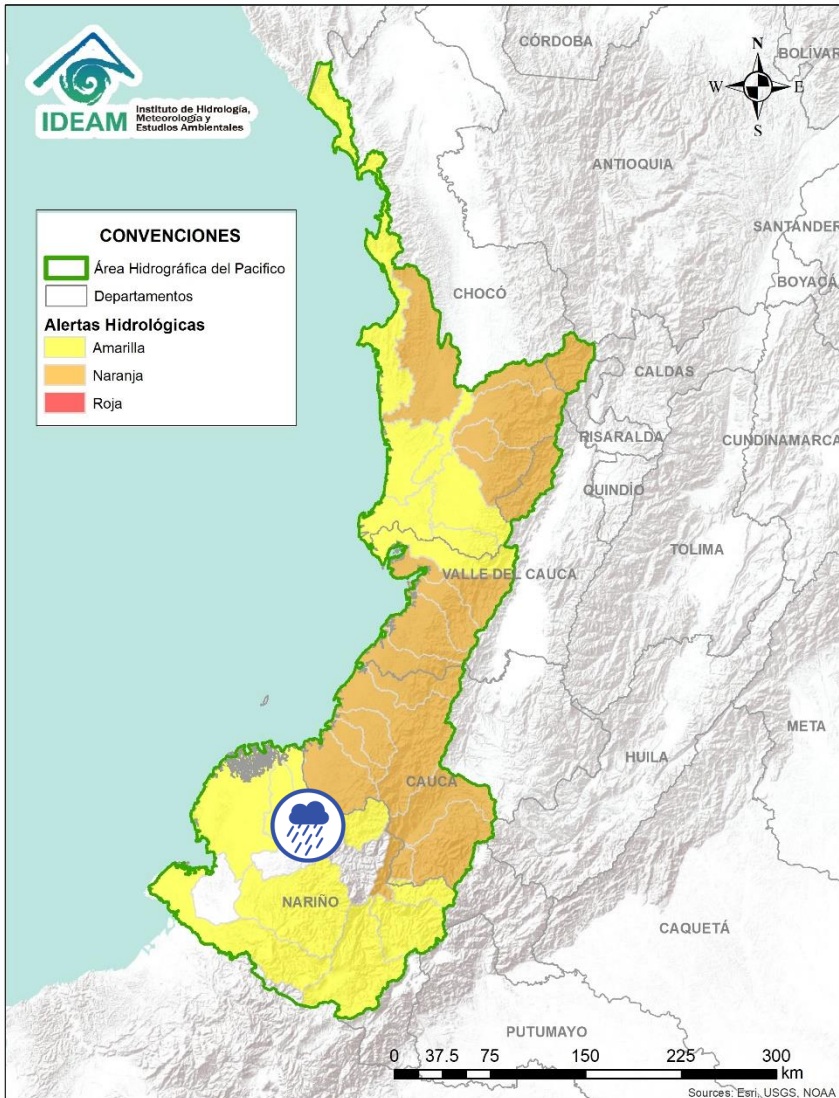 IDEAM
Instituto de Hidrología,
Meteorología y
Estudios Ambientales
N
W E
S
CONVENCIONES
Área Hidrográfica del Pacifico
Departamentos
Alertas Hidrológicas
Amarilla
Naranja
Roja
CÓRDOBA
BOLÍVAR
ANTIOQUIA
SANTANDER
BOYACÁ
CHOCÓ
CALDAS
RISARALDA
CUNDINAMARCA
QUINDÍO
TOLIMA
VALLE DEL CAUCA
META
HUILA
CAUCA
NARIÑO
CAQUETÁ
PUTUMAYO
0 37.5 75 150 225 300
km
Sources: Esri, USGS, NOAA